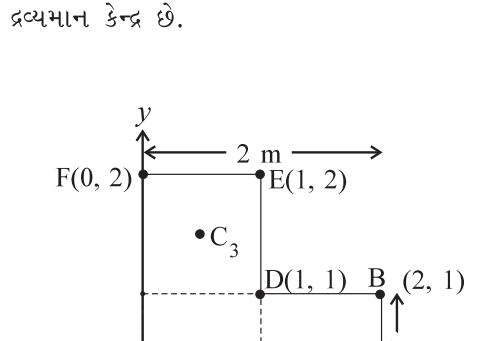 દ્રવ્યમાન કેન્દ્ર છે.
y
2 m
F(0, 2)
E(1, 2)
C3
D(1, 1) B (2, 1)